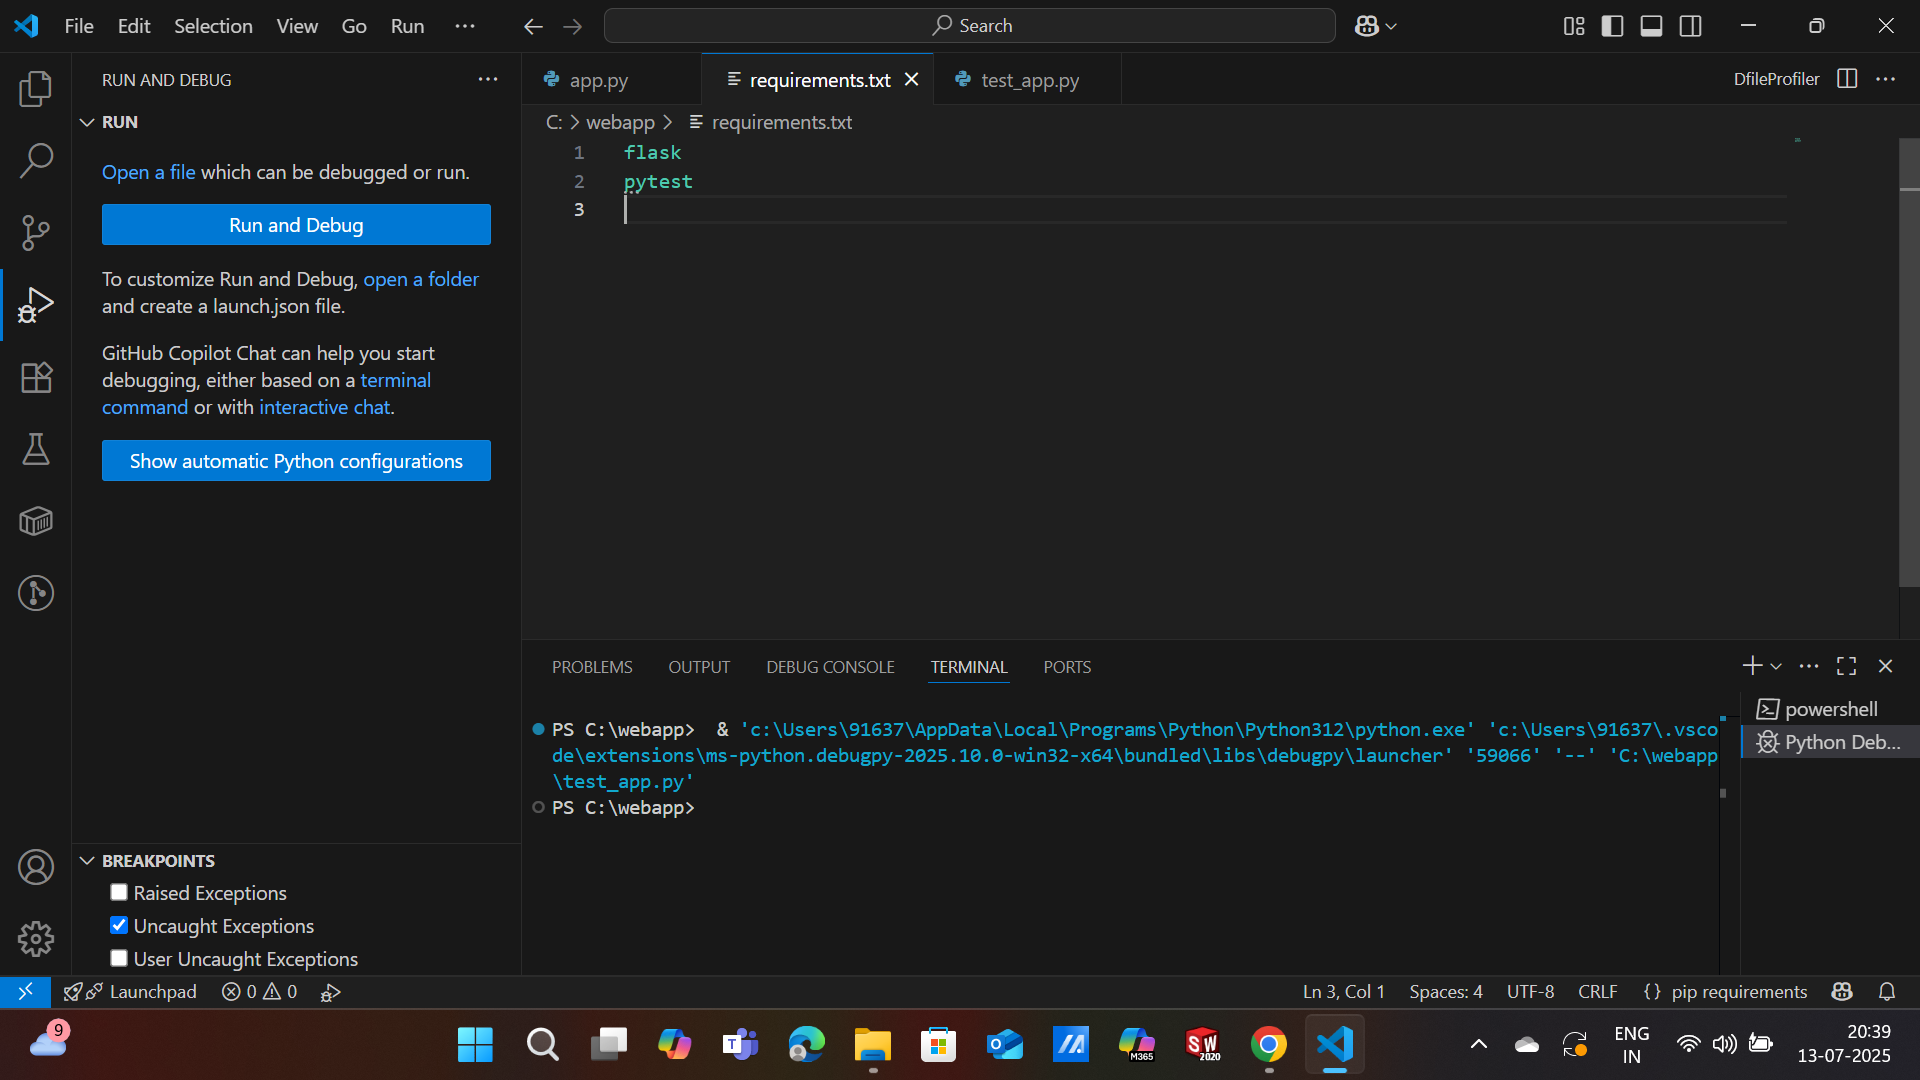 File Edit Selection View Go Run ···
Search
RUN AND DEBUG ···
app.py
requirements.txt
test_app.py
DfileProfiler ···
RUN
C: > webapp > requirements.txt
Open a file which can be debugged or run.
Run and Debug
To customize Run and Debug, open a folder
and create a launch.json file.
GitHub Copilot Chat can help you start
debugging, either based on a terminal
command or with interactive chat.
Show automatic Python configurations
1 flask
2 pytest
3
PROBLEMS OUTPUT DEBUG CONSOLE TERMINAL PORTS
PS C:\webapp>  & 'c:\Users\91637\AppData\Local\Programs\Python\Python312\python.exe' 'c:\Users\91637\.vsco
de\extensions\ms-python.debugpy-2025.10.0-win32-x64\bundled\libs\debugpy\launcher' '59066' '--' 'C:\webapp
\test_app.py'
PS C:\webapp>
powershell
Python Deb...
BREAKPOINTS
Raised Exceptions
Uncaught Exceptions
User Uncaught Exceptions
Launchpad 0 0
Ln 3, Col 1 Spaces: 4 UTF-8 CRLF {} pip requirements
9
M365
SW
2020
ENG
IN
20:39
13-07-2025